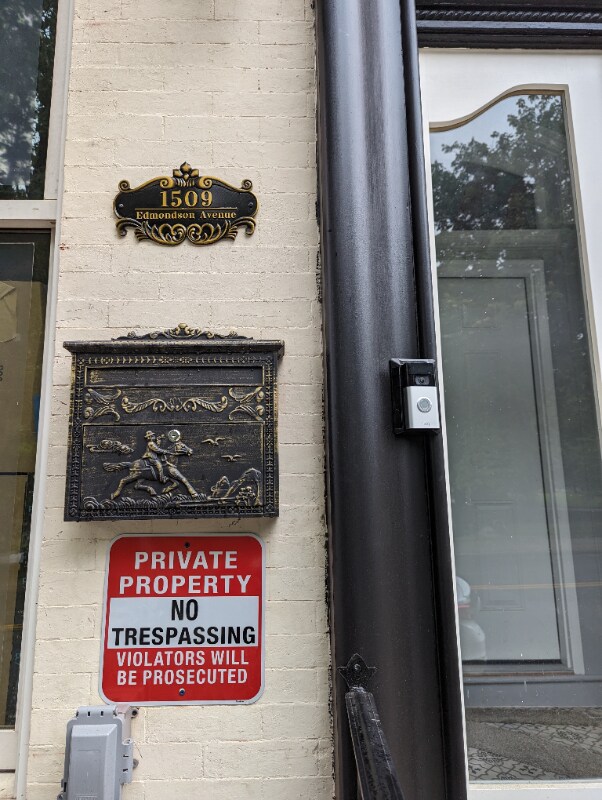 1509
Edmondson Avenue
PRIVATE
PROPERTY
NO
TRESPASSING
VIOLATORS WILL
BE PROSECUTED